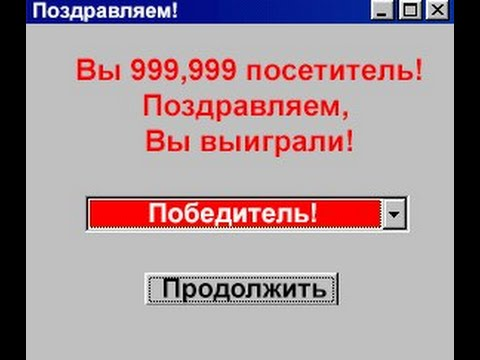 Поздравляем!
Вы 999,999 посетитель!
Поздравляем,
Вы выиграли!
Победитель!
Продолжить